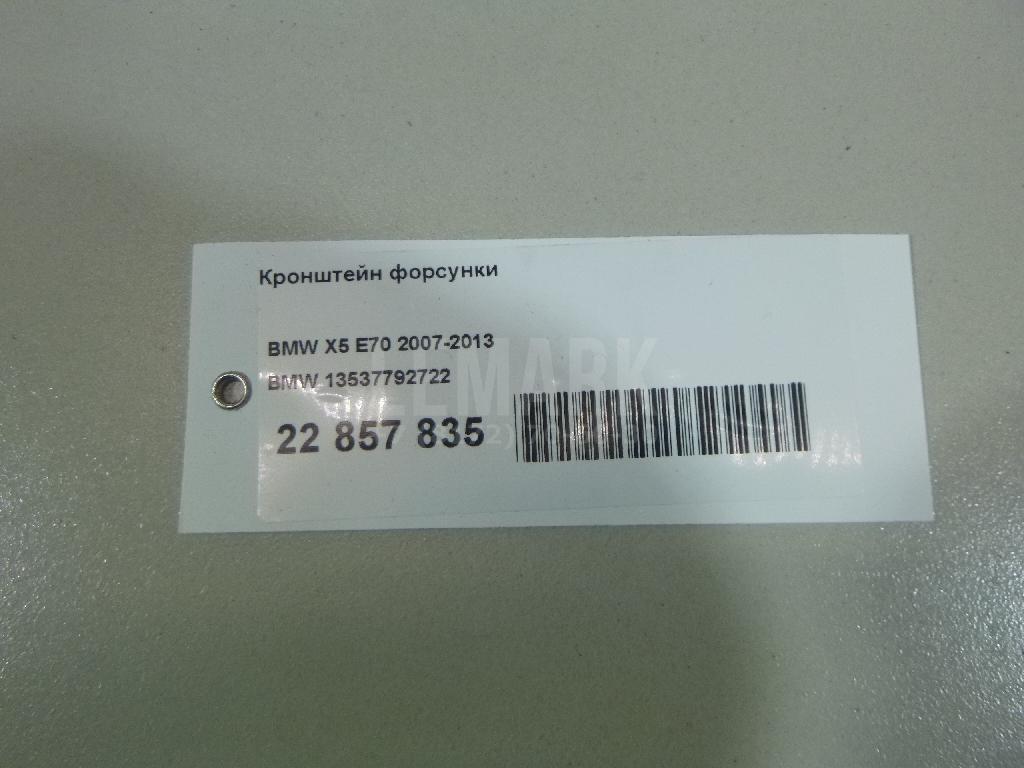 Кронштейн форсунки
BMW X5 E70 2007-2013
BMW 13537792722
22 857 835